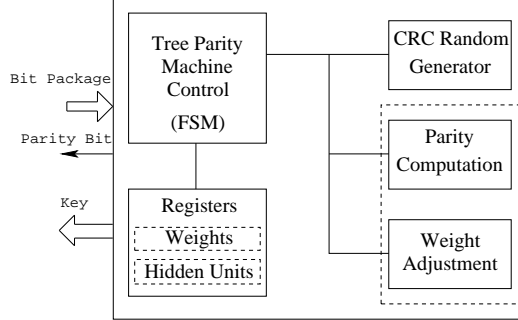 Bit Package
Parity Bit
Key
Tree Parity
Machine
Control
(FSM)
Registers
Weights
Hidden Units
CRC Random
Generator
Parity
Computation
Weight
Adjustment